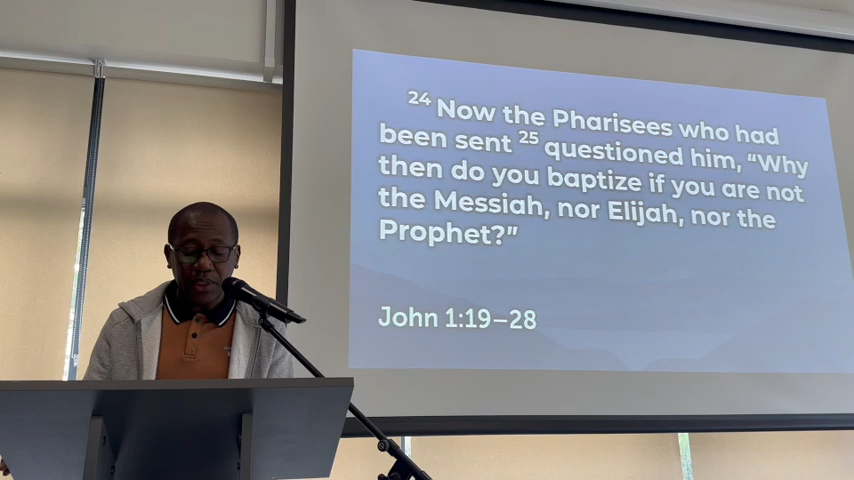 ²⁴ Now the Pharisees who had
been sent ²⁵ questioned him, “Why
then do you baptize if you are not
the Messiah, nor Elijah, nor the
Prophet?”
John 1:19–28